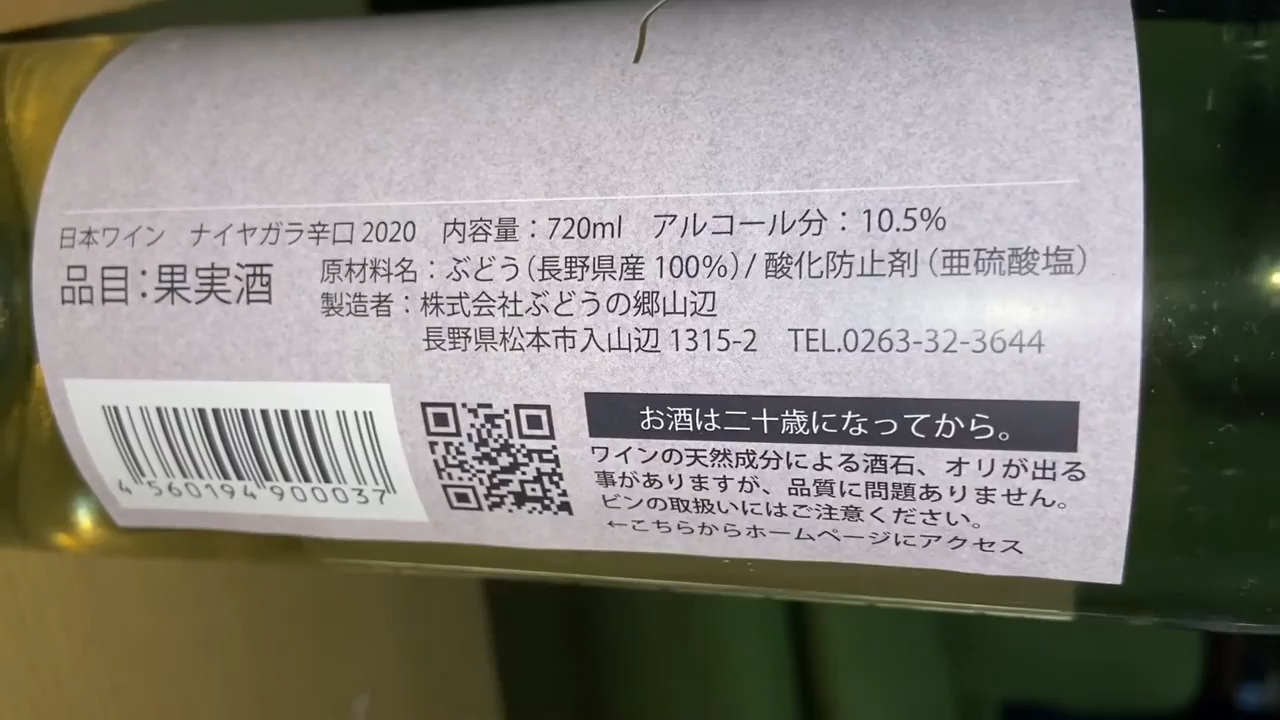 日本ワイン ナイヤガラ辛口 2020 内容量：720ml アルコール分：10.5%
品目：果実酒
原材料名：ぶどう（長野県産 100%）/ 酸化防止剤（亜硫酸塩）
製造者：株式会社ぶどうの郷山辺
長野県松本市入山辺 1315-2 TEL.0263-32-3644
4 560194 900037
お酒は二十歳になってから。
ワインの天然成分による酒石、オリが出る
事がありますが、品質に問題ありません。
ビンの取扱いにはご注意ください。
←こちらからホームページにアクセス